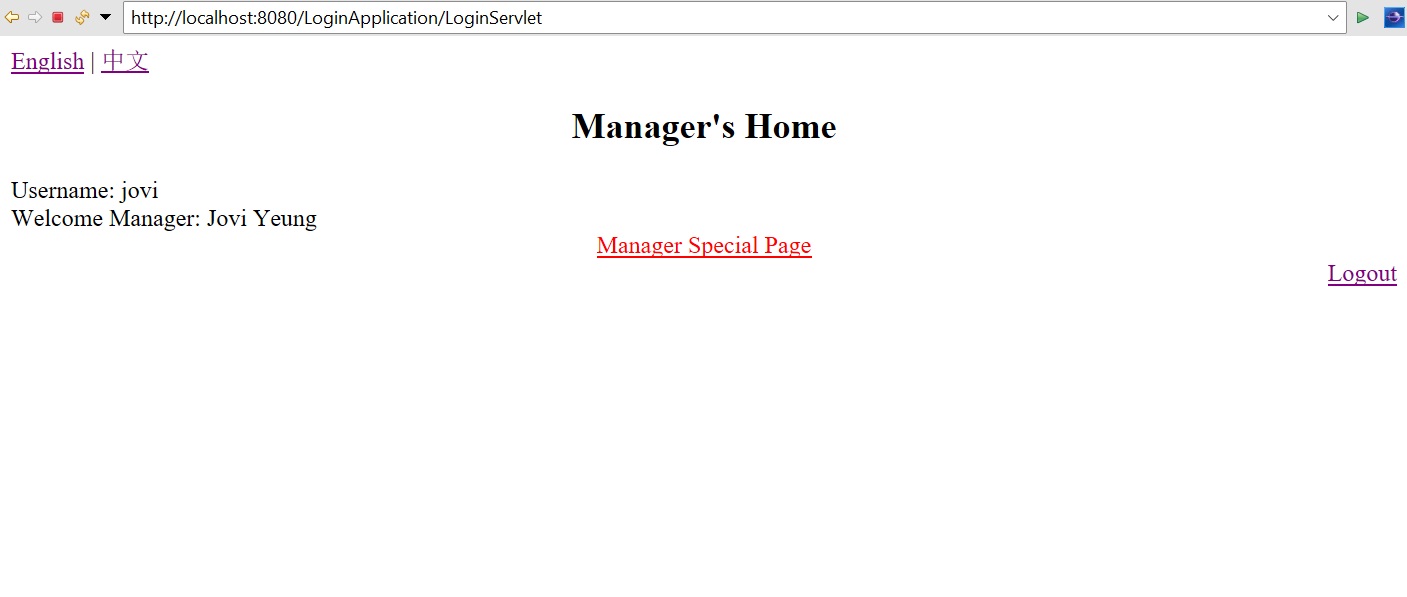 http://localhost:8080/LoginApplication/LoginServlet
English | 中文
Manager's Home
Username: jovi
Welcome Manager: Jovi Yeung
Manager Special Page
Logout